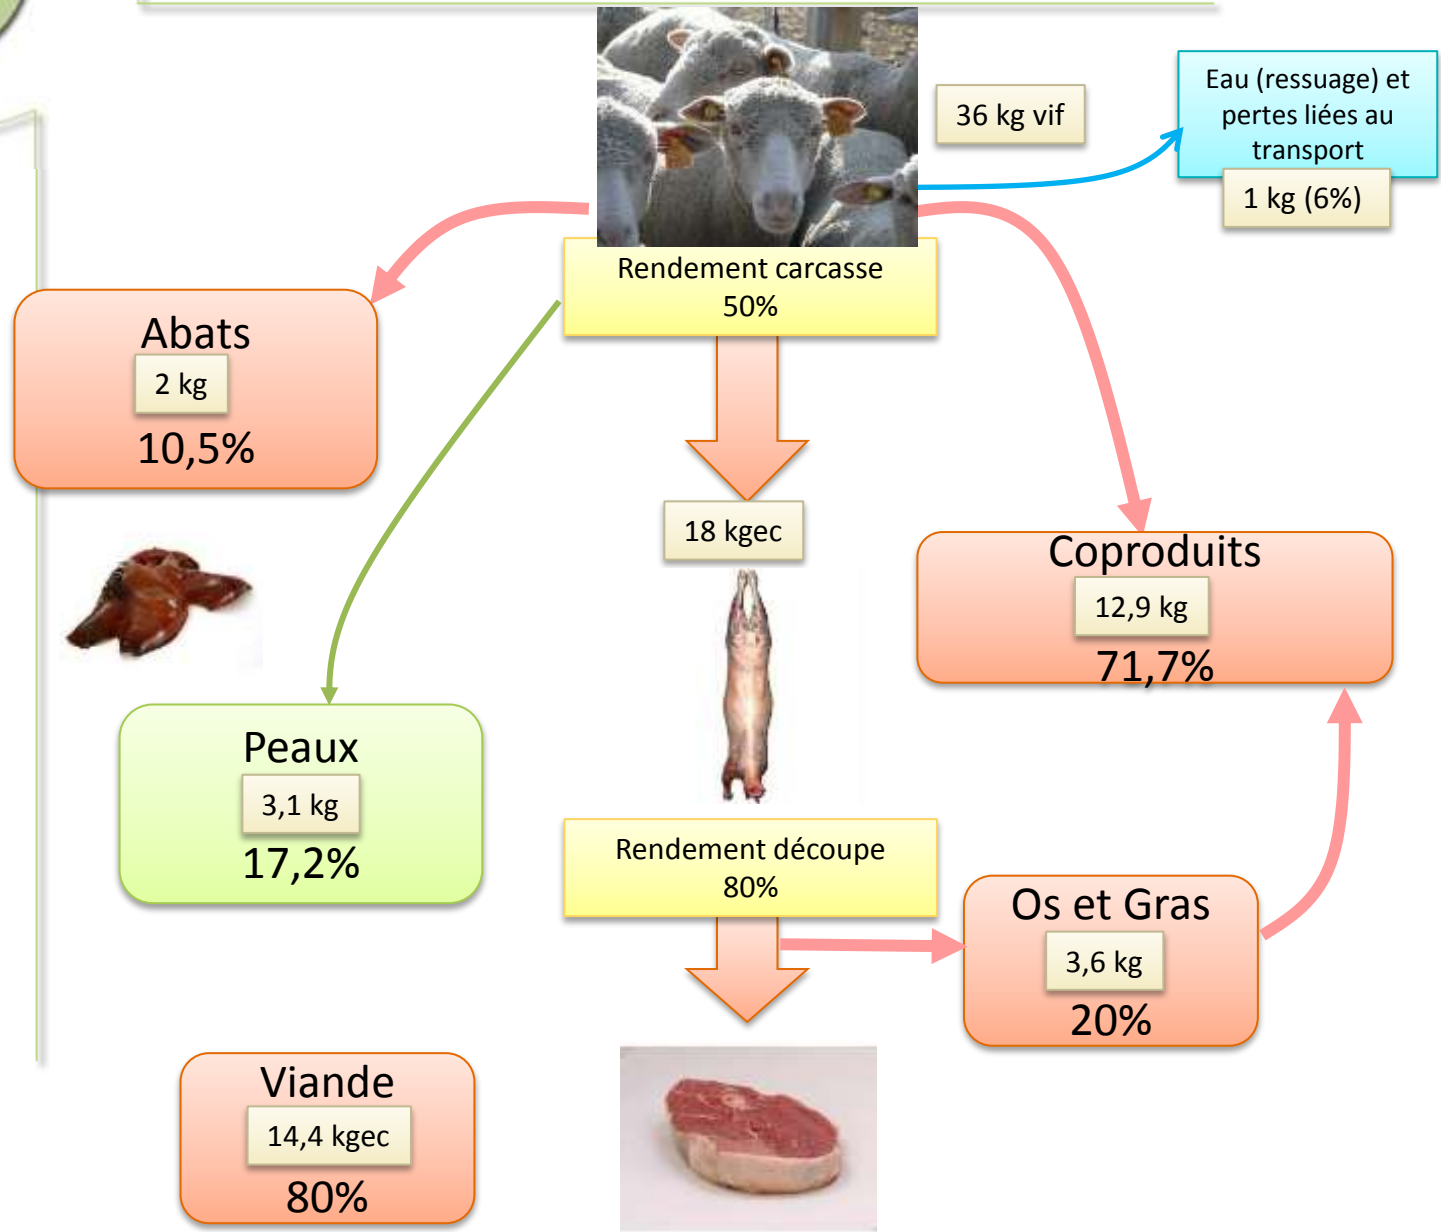 36 kg vif
Eau (ressuage) et
pertes liées au
transport
1 kg (6%)
Rendement carcasse
50%
Abats
2 kg
10,5%
18 kgec
Coproduits
12,9 kg
71,7%
Peaux
3,1 kg
17,2%
Rendement découpe
80%
Os et Gras
3,6 kg
20%
Viande
14,4 kgec
80%